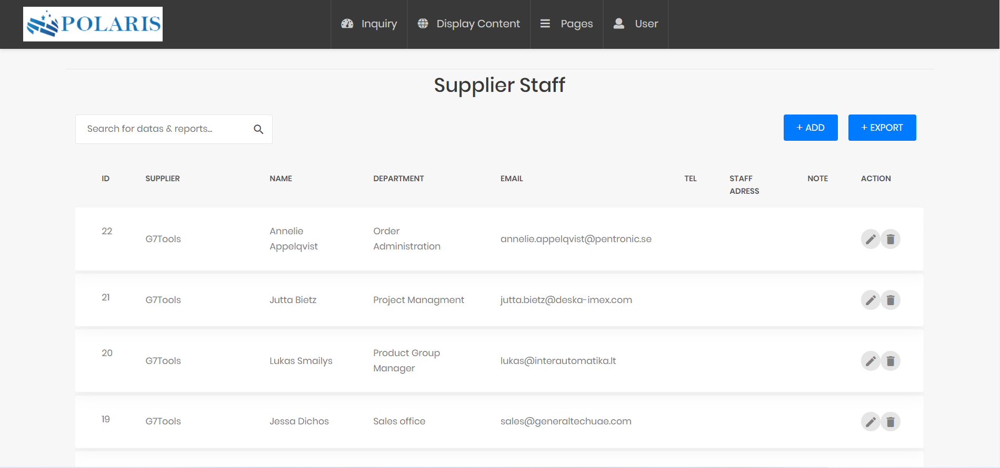 POLARIS
Inquiry
Display Content
Pages
User
Supplier Staff
Search for datas & reports...
+ ADD
+ EXPORT
ID SUPPLIER NAME DEPARTMENT EMAIL TEL STAFF NOTE ACTION
ADRESS
22 G7Tools Annelie Order annelie.appelqvist@pentronic.se
Appelqvist Administration
21 G7Tools Jutta Bietz Project Managment jutta.bietz@deska-imex.com
20 G7Tools Lukas Smailys Product Group lukas@interautomatika.lt
Manager
19 G7Tools Jessa Dichos Sales office sales@generaltechuae.com